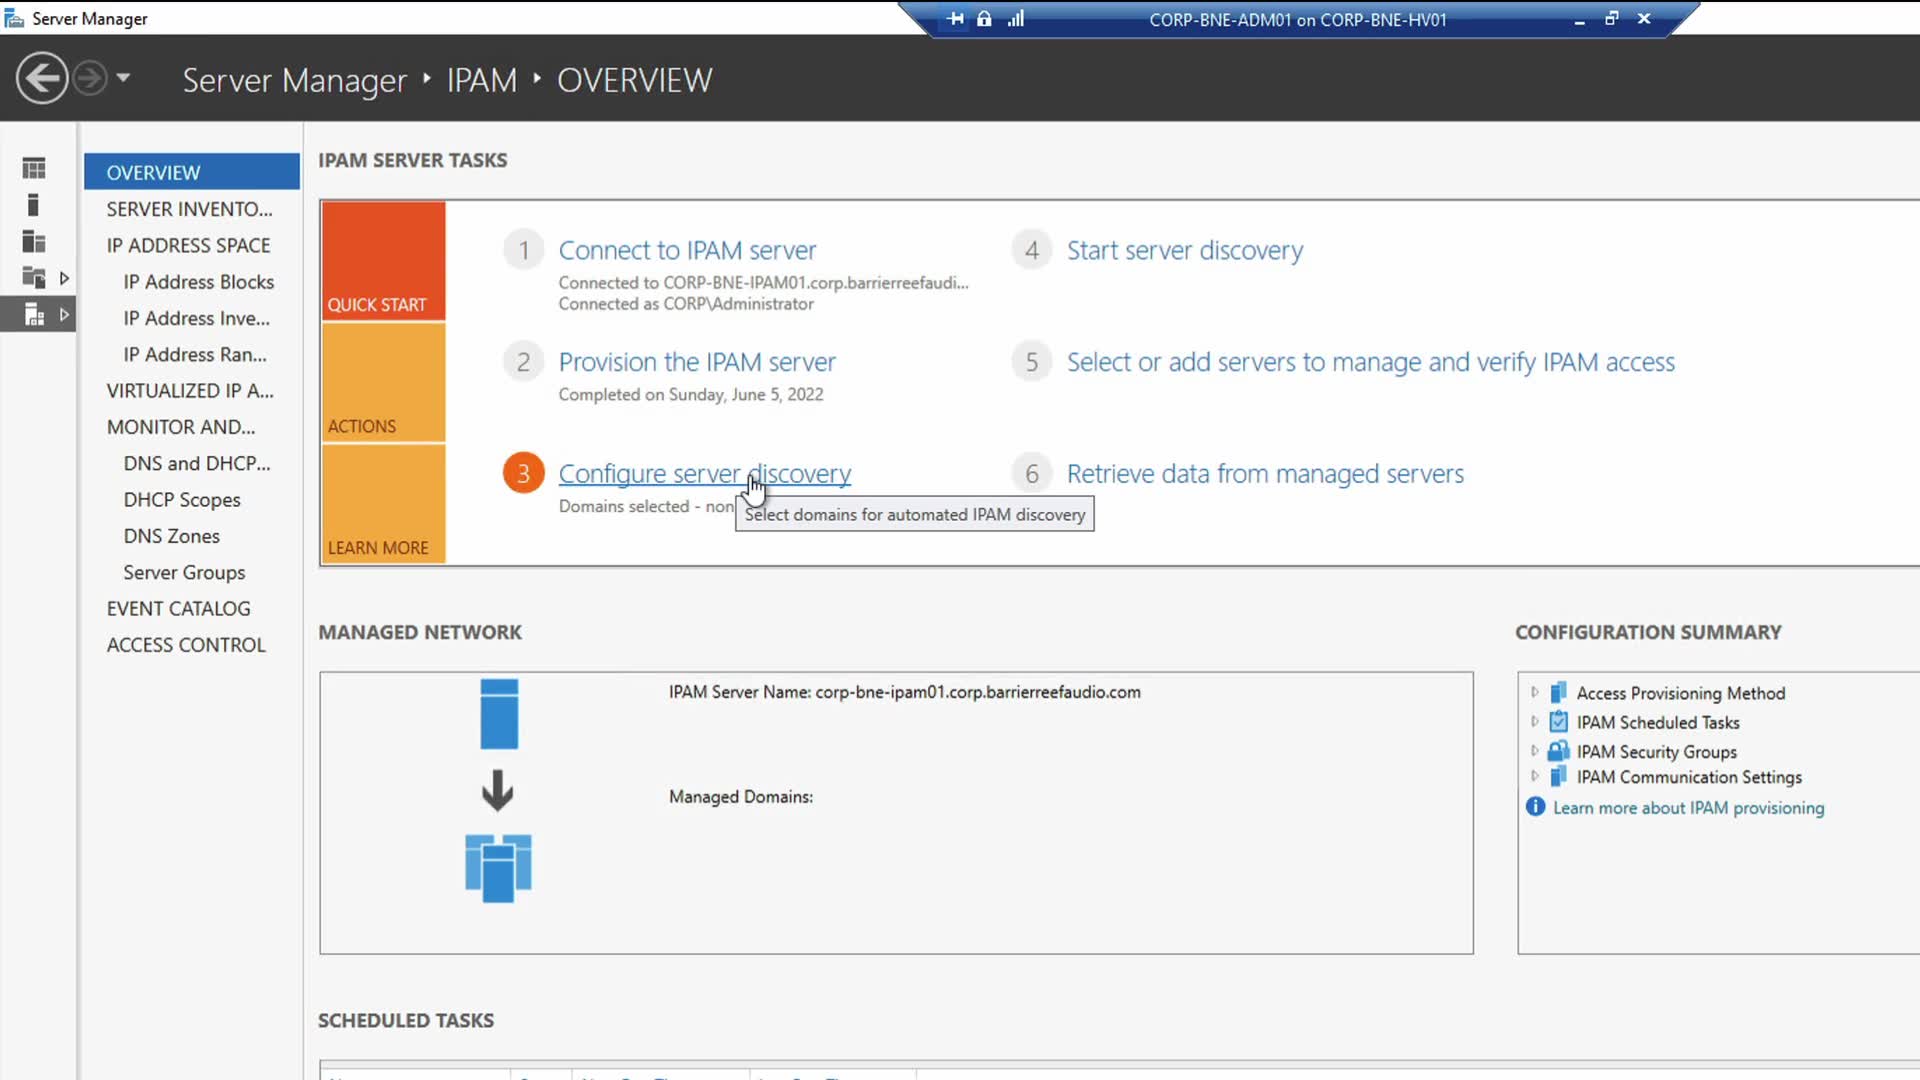 Server Manager
CORP-BNE-ADM01 on CORP-BNE-HV01
Server Manager ‣ IPAM ‣ OVERVIEW
OVERVIEW
SERVER INVENTO...
IP ADDRESS SPACE
IP Address Blocks
IP Address Inve...
IP Address Ran...
VIRTUALIZED IP A...
MONITOR AND...
DNS and DHCP...
DHCP Scopes
DNS Zones
Server Groups
EVENT CATALOG
ACCESS CONTROL
IPAM SERVER TASKS
QUICK START
ACTIONS
LEARN MORE
1 Connect to IPAM server
Connected to CORP-BNE-IPAM01.corp.barrierreefaudi...
Connected as CORP\Administrator
2 Provision the IPAM server
Completed on Sunday, June 5, 2022
3 Configure server discovery
Domains selected - non
Select domains for automated IPAM discovery
4 Start server discovery
5 Select or add servers to manage and verify IPAM access
6 Retrieve data from managed servers
MANAGED NETWORK
IPAM Server Name: corp-bne-ipam01.corp.barrierreefaudio.com
Managed Domains:
CONFIGURATION SUMMARY
Access Provisioning Method
IPAM Scheduled Tasks
IPAM Security Groups
IPAM Communication Settings
Learn more about IPAM provisioning
SCHEDULED TASKS